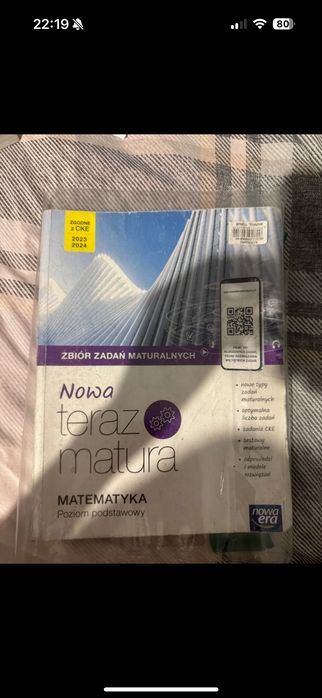 22:19
80
ZGODNE
z CKE
2023
2024
ZBIÓR ZADAŃ MATURALNYCH
Nowa
teraz
matura
MATEMATYKA
Poziom podstawowy
• nowe typy
zadań
maturalnych
• optymalna
liczba zadań
• zadania CKE
• zestawy
maturalne
• odpowiedzi
i modele
rozwiązań
nowa
era